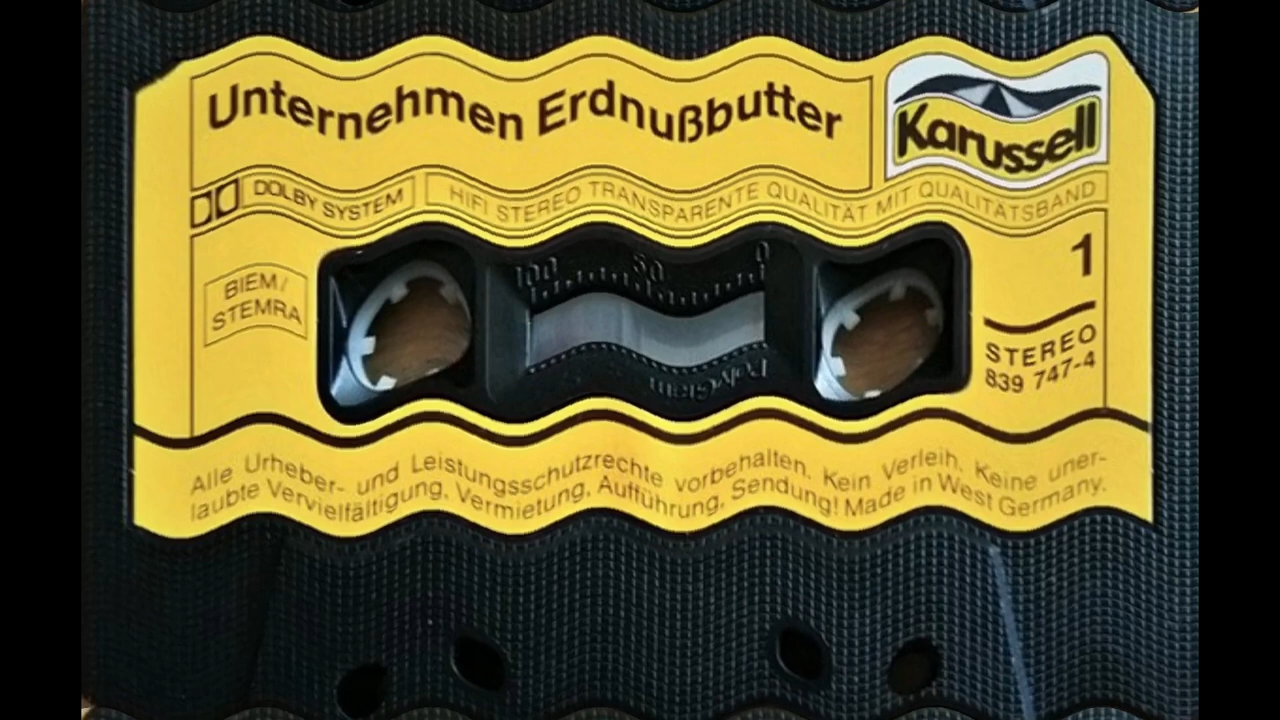 Unternehmen Erdnußbutter
Karussell
DOLBY SYSTEM
HIFI STEREO TRANSPARENTE QUALITÄT MIT QUALITÄTSBAND
BIEM/
STEMRA
100 50 0
PolyGram
1
STEREO
839 747-4
Alle Urheber- und Leistungsschutzrechte vorbehalten. Kein Verleih. Keine uner-
laubte Vervielfältigung, Vermietung, Aufführung, Sendung! Made in West Germany.